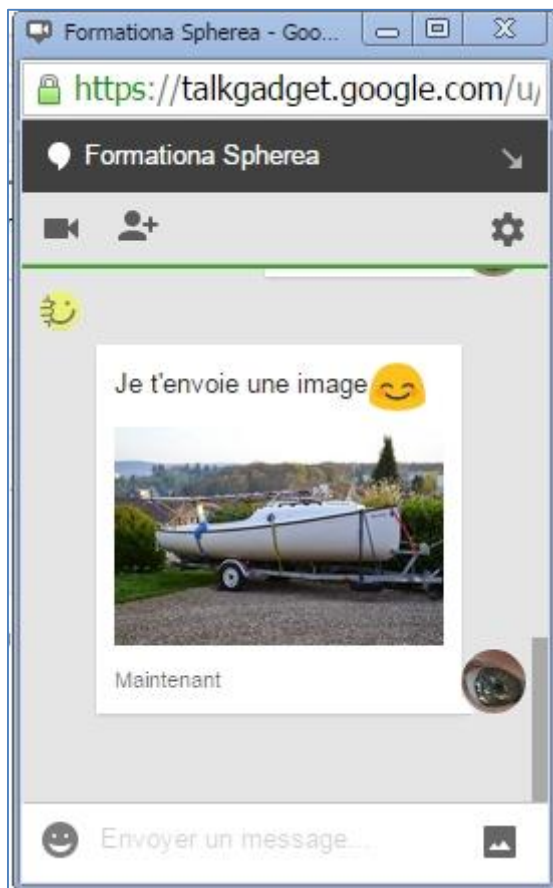 Formationa Spherea - Goo...
https://talkgadget.google.com/u/
Formationa Spherea
Je t'envoie une image
Maintenant
Envoyer un message...